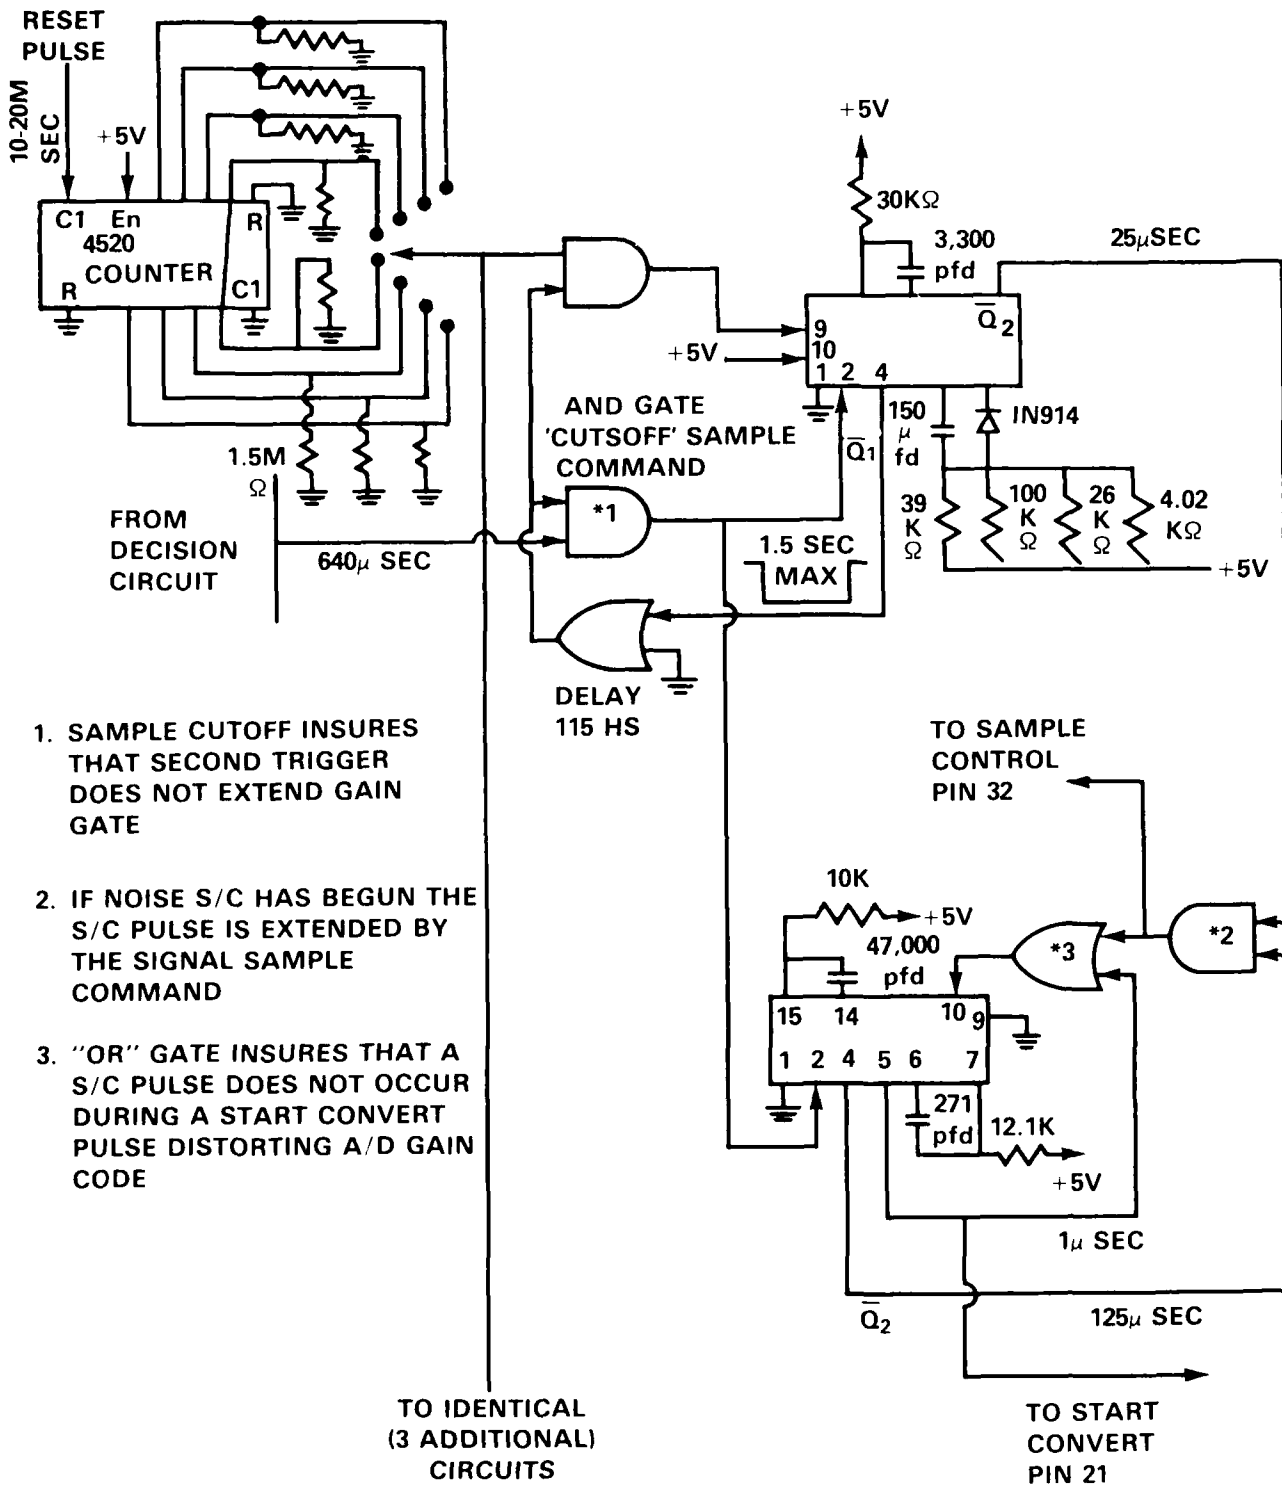 RESET
PULSE
10-20M
SEC
+5V
C1 En
4520
COUNTER
R
R
C1
1.5M
Ω
FROM
DECISION
CIRCUIT
640μ SEC
AND GATE
'CUTSOFF' SAMPLE
COMMAND
*1
DELAY
115 HS
+5V
30KΩ
3,300
pfd
25μSEC
Q̅2
9
10
1 2 4
+5V
Q̅1
150
μ
fd
IN914
39
K
Ω
100
K
Ω
26
K
Ω
4.02
KΩ
+5V
1.5 SEC
MAX
1. SAMPLE CUTOFF INSURES
THAT SECOND TRIGGER
DOES NOT EXTEND GAIN
GATE
2. IF NOISE S/C HAS BEGUN THE
S/C PULSE IS EXTENDED BY
THE SIGNAL SAMPLE
COMMAND
3. "OR" GATE INSURES THAT A
S/C PULSE DOES NOT OCCUR
DURING A START CONVERT
PULSE DISTORTING A/D GAIN
CODE
TO SAMPLE
CONTROL
PIN 32
10K
+5V
47,000
pfd
*3
*2
15 14 10 9
1 2 4 5 6 7
271
pfd
12.1K
+5V
1μ SEC
Q̅2
125μ SEC
TO IDENTICAL
(3 ADDITIONAL)
CIRCUITS
TO START
CONVERT
PIN 21